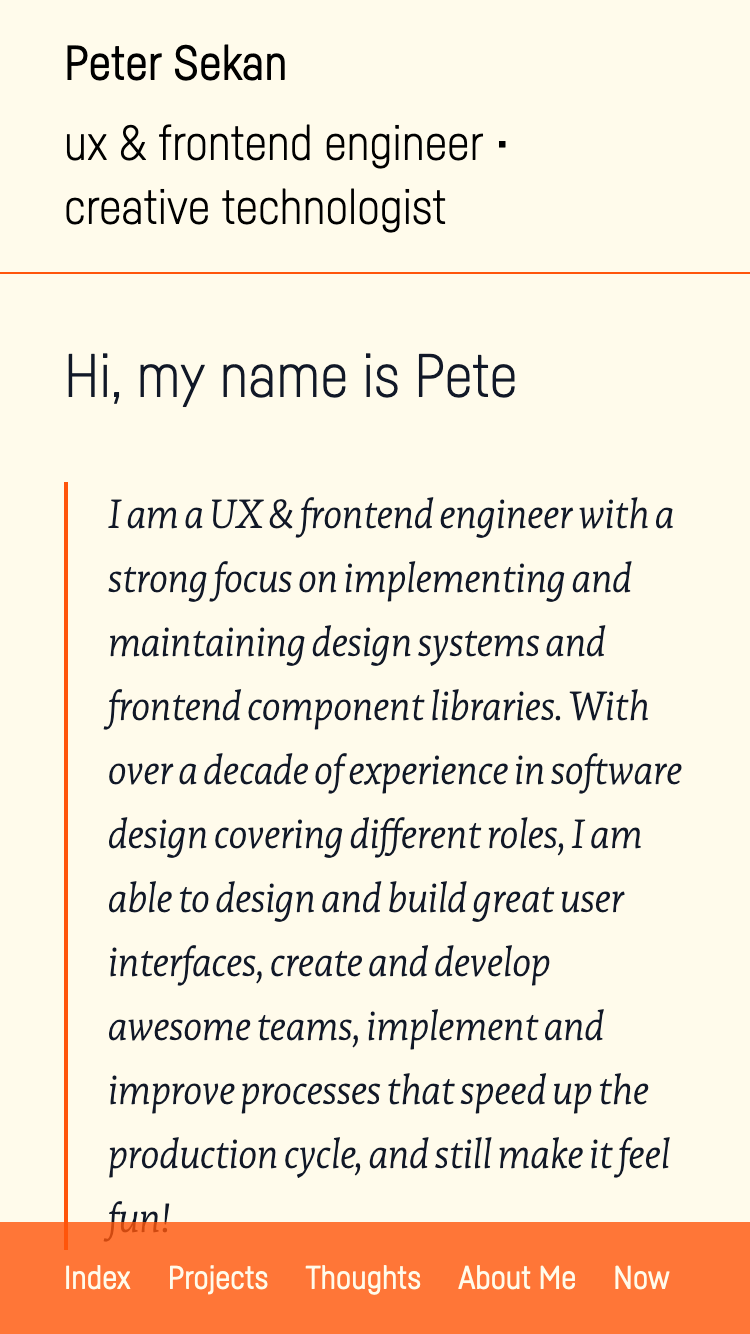 Peter Sekan
ux & frontend engineer ·
creative technologist
Hi, my name is Pete
I am a UX & frontend engineer with a
strong focus on implementing and
maintaining design systems and
frontend component libraries. With
over a decade of experience in software
design covering different roles, I am
able to design and build great user
interfaces, create and develop
awesome teams, implement and
improve processes that speed up the
production cycle, and still make it feel
fun!
Index Projects Thoughts About Me Now